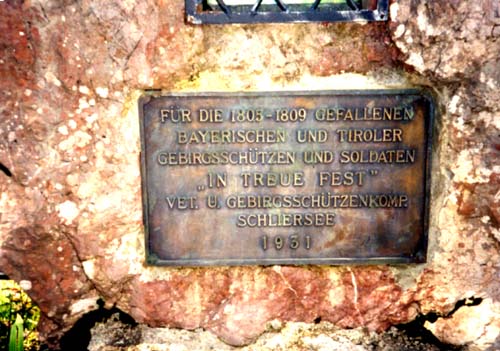 FÜR DIE 1805-1809 GEFALLENEN
BAYERISCHEN UND TIROLER
GEBIRGSSCHÜTZEN UND SOLDATEN
„IN TREUE FEST"
VET. U. GEBIRGSSCHÜTZENKOMP.
SCHLIERSEE
1931